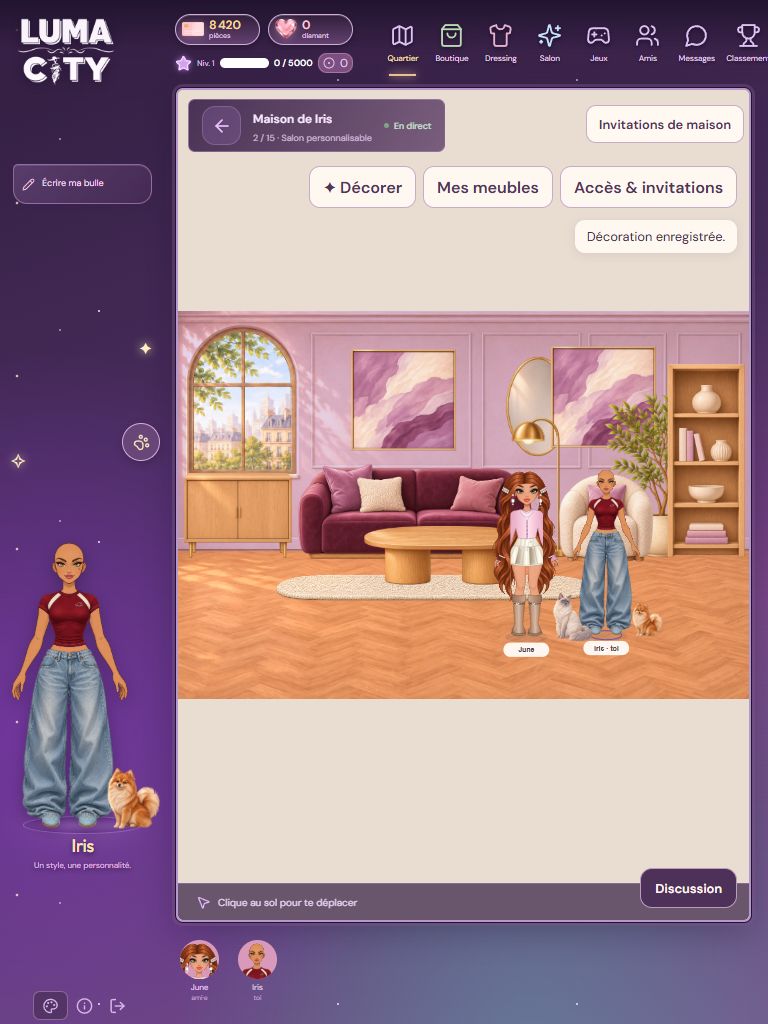 LUMA
CITY
8 420
pièces
0
diamant
Niv. 1
0 / 5000
0
Quartier
Boutique
Dressing
Salon
Jeux
Amis
Messages
Classemen
Maison de Iris
2 / 15 · Salon personnalisable
En direct
Invitations de maison
Écrire ma bulle
✦ Décorer
Mes meubles
Accès & invitations
Décoration enregistrée.
June
Iris · toi
Iris
Un style, une personnalité.
Clique au sol pour te déplacer
Discussion
June
amie
Iris
toi